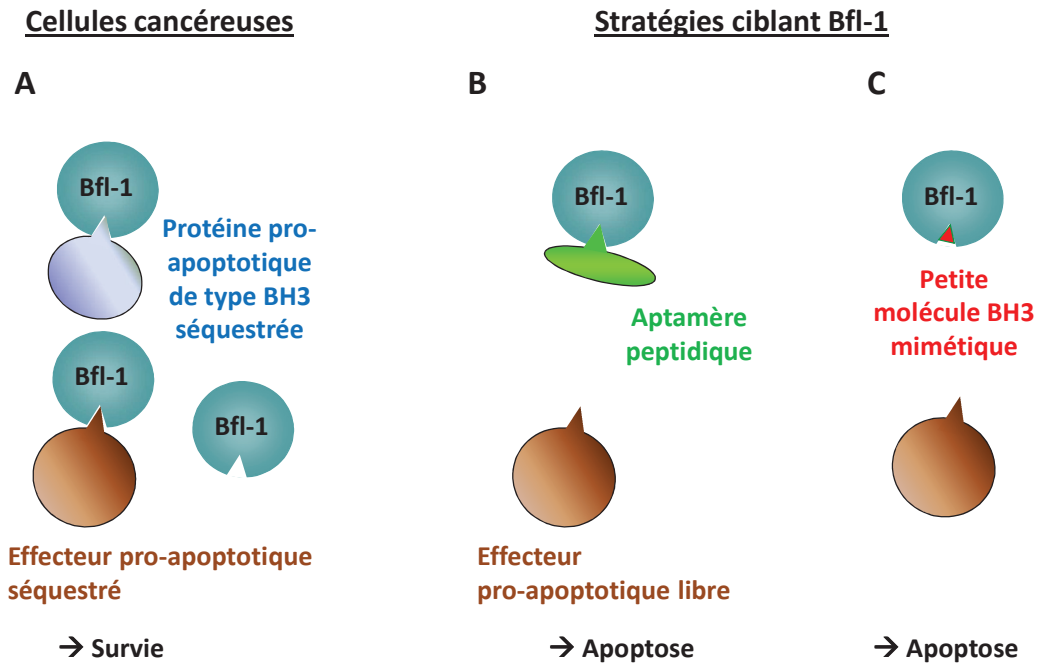 Cellules cancéreuses
Stratégies ciblant Bfl-1
A
B
C
Bfl-1
Protéine pro-
apoptotique
de type BH3
séquestrée
Bfl-1
Bfl-1
Effecteur pro-apoptotique
séquestré
→ Survie
Bfl-1
Aptamère
peptidique
Effecteur
pro-apoptotique libre
→ Apoptose
Bfl-1
Petite
molécule BH3
mimétique
→ Apoptose